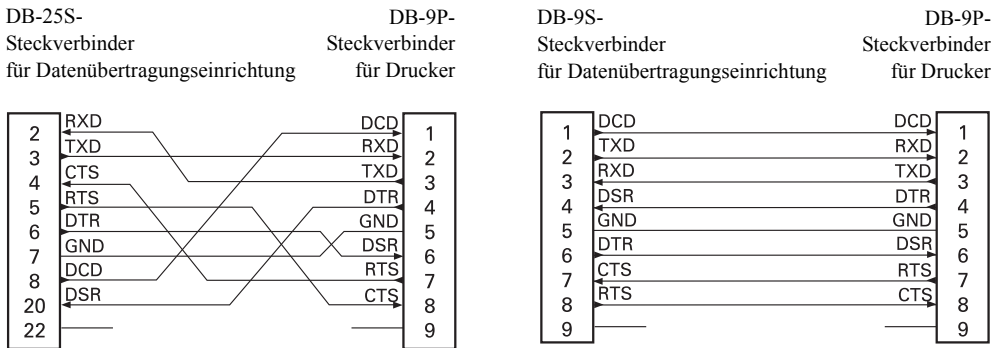 DB-25S-
Steckverbinder
für Datenübertragungseinrichtung
DB-9P-
Steckverbinder
für Drucker
2 RXD DCD 1
3 TXD RXD 2
4 CTS TXD 3
5 RTS DTR 4
6 DTR GND 5
7 GND DSR 6
8 DCD RTS 7
20 DSR CTS 8
22 9
DB-9S-
Steckverbinder
für Datenübertragungseinrichtung
DB-9P-
Steckverbinder
für Drucker
1 DCD DCD 1
2 TXD RXD 2
3 RXD TXD 3
4 DSR DTR 4
5 GND GND 5
6 DTR DSR 6
7 CTS RTS 7
8 RTS CTS 8
9 9